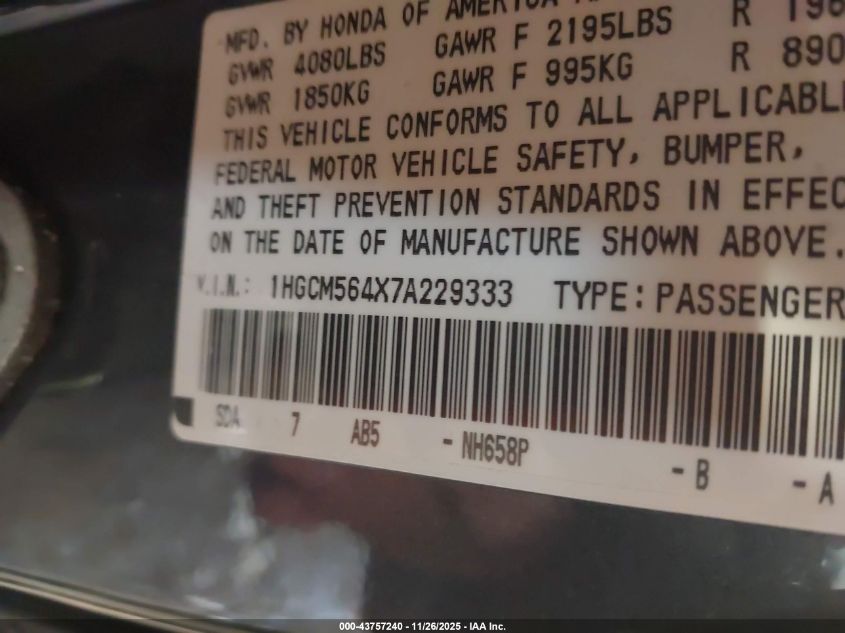 MFD. BY HONDA OF AMERICA
GVWR 4080LBS GAWR F 2195LBS R 196
GVWR 1850KG GAWR F 995KG R 890
THIS VEHICLE CONFORMS TO ALL APPLICABL
FEDERAL MOTOR VEHICLE SAFETY, BUMPER,
AND THEFT PREVENTION STANDARDS IN EFFEC
ON THE DATE OF MANUFACTURE SHOWN ABOVE.
V.I.N.: 1HGCM564X7A229333 TYPE: PASSENGER
SDA 7 AB5 - NH658P - B - A
000-43757240 - 11/26/2025 - IAA Inc.